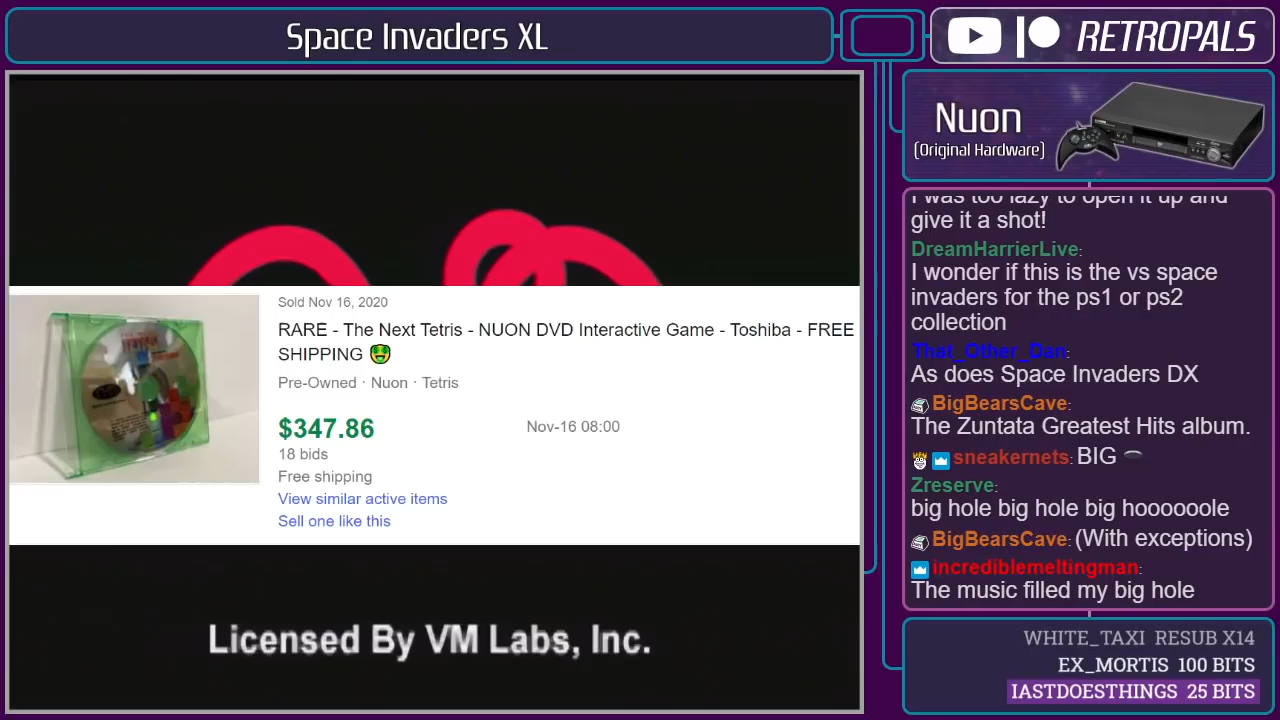 Space Invaders XL
RETROPALS
Nuon
(Original Hardware)
I was too lazy to open it up and
give it a shot!
DreamHarrierLive:
I wonder if this is the vs space
invaders for the ps1 or ps2
collection
That_Other_Dan:
As does Space Invaders DX
BigBearsCave:
The Zuntata Greatest Hits album.
sneakernets: BIG
Zreserve:
big hole big hole big hoooooole
BigBearsCave: (With exceptions)
incrediblemeltingman:
The music filled my big hole
WHITE_TAXI RESUB X14
EX_MORTIS 100 BITS
IASTDOESTHINGS 25 BITS
Sold Nov 16, 2020
RARE - The Next Tetris - NUON DVD Interactive Game - Toshiba - FREE
SHIPPING
Pre-Owned · Nuon · Tetris
$347.86
Nov-16 08:00
18 bids
Free shipping
View similar active items
Sell one like this
Licensed By VM Labs, Inc.